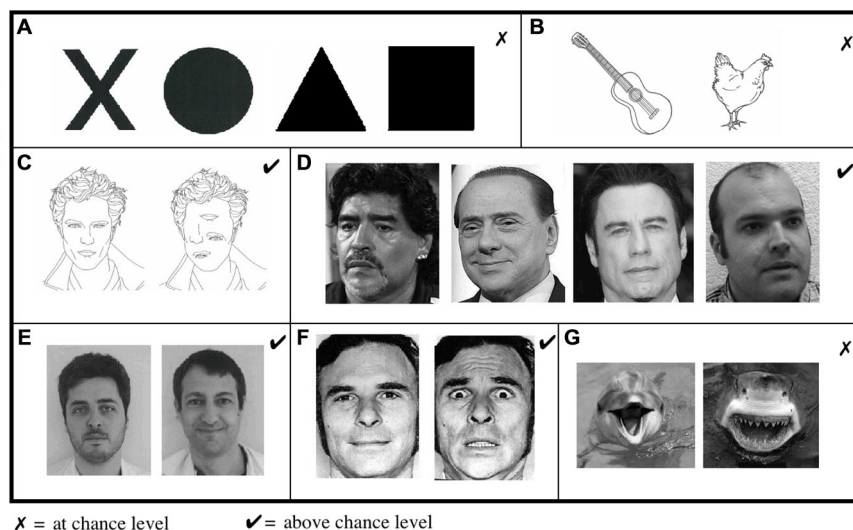 A ✗ B ✗
C ✔ D ✔
E ✔ F ✔ G ✗
✗ = at chance level ✔ = above chance level